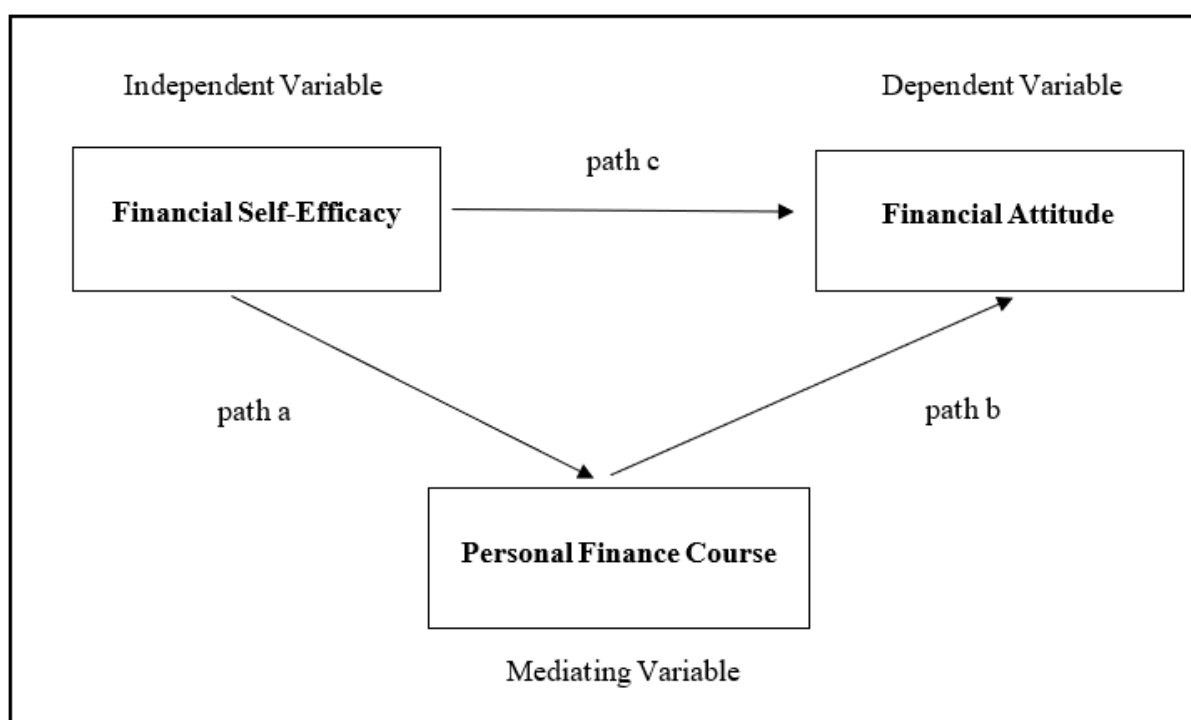 Independent Variable
Dependent Variable
path c
Financial Self-Efficacy
Financial Attitude
path a
path b
Personal Finance Course
Mediating Variable